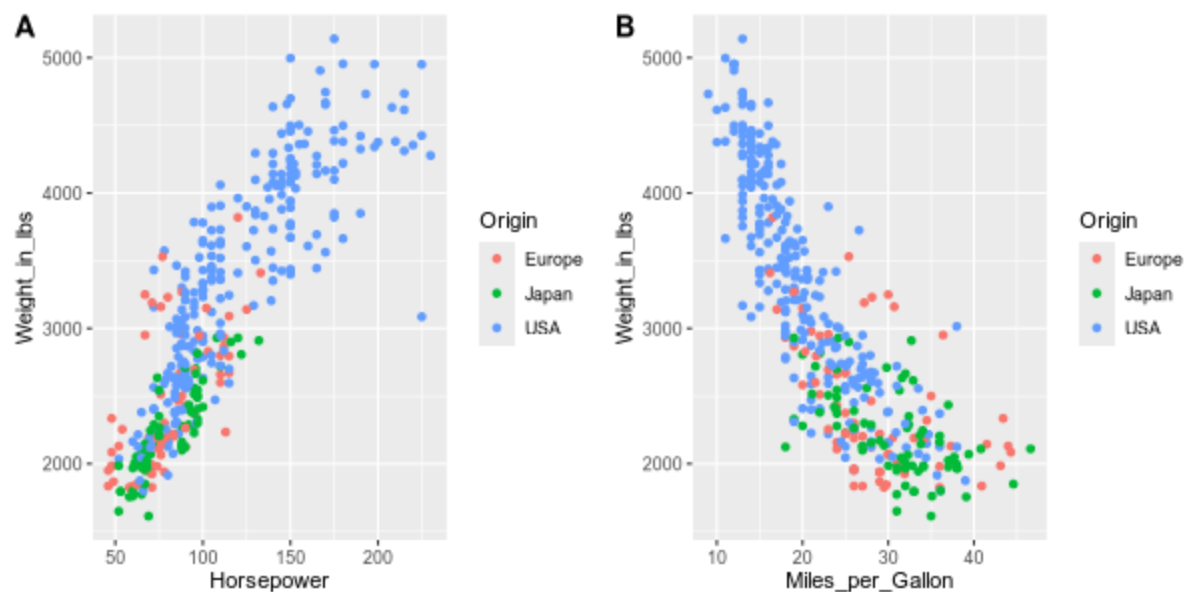 A
5000
4000
3000
2000
Weight_in_lbs
50 100 150 200
Horsepower
Origin
Europe
Japan
USA
B
5000
4000
3000
2000
Weight_in_lbs
10 20 30 40
Miles_per_Gallon
Origin
Europe
Japan
USA